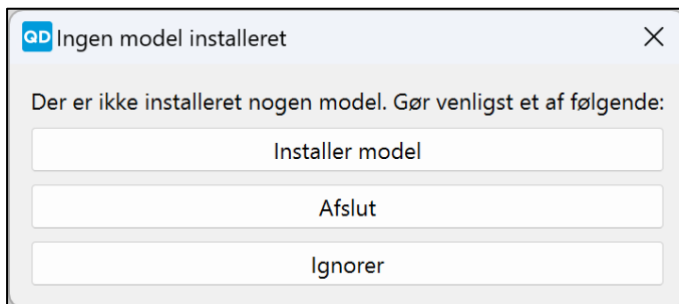 QD Ingen model installeret
Der er ikke installeret nogen model. Gør venligst et af følgende:
Installer model
Afslut
Ignorer